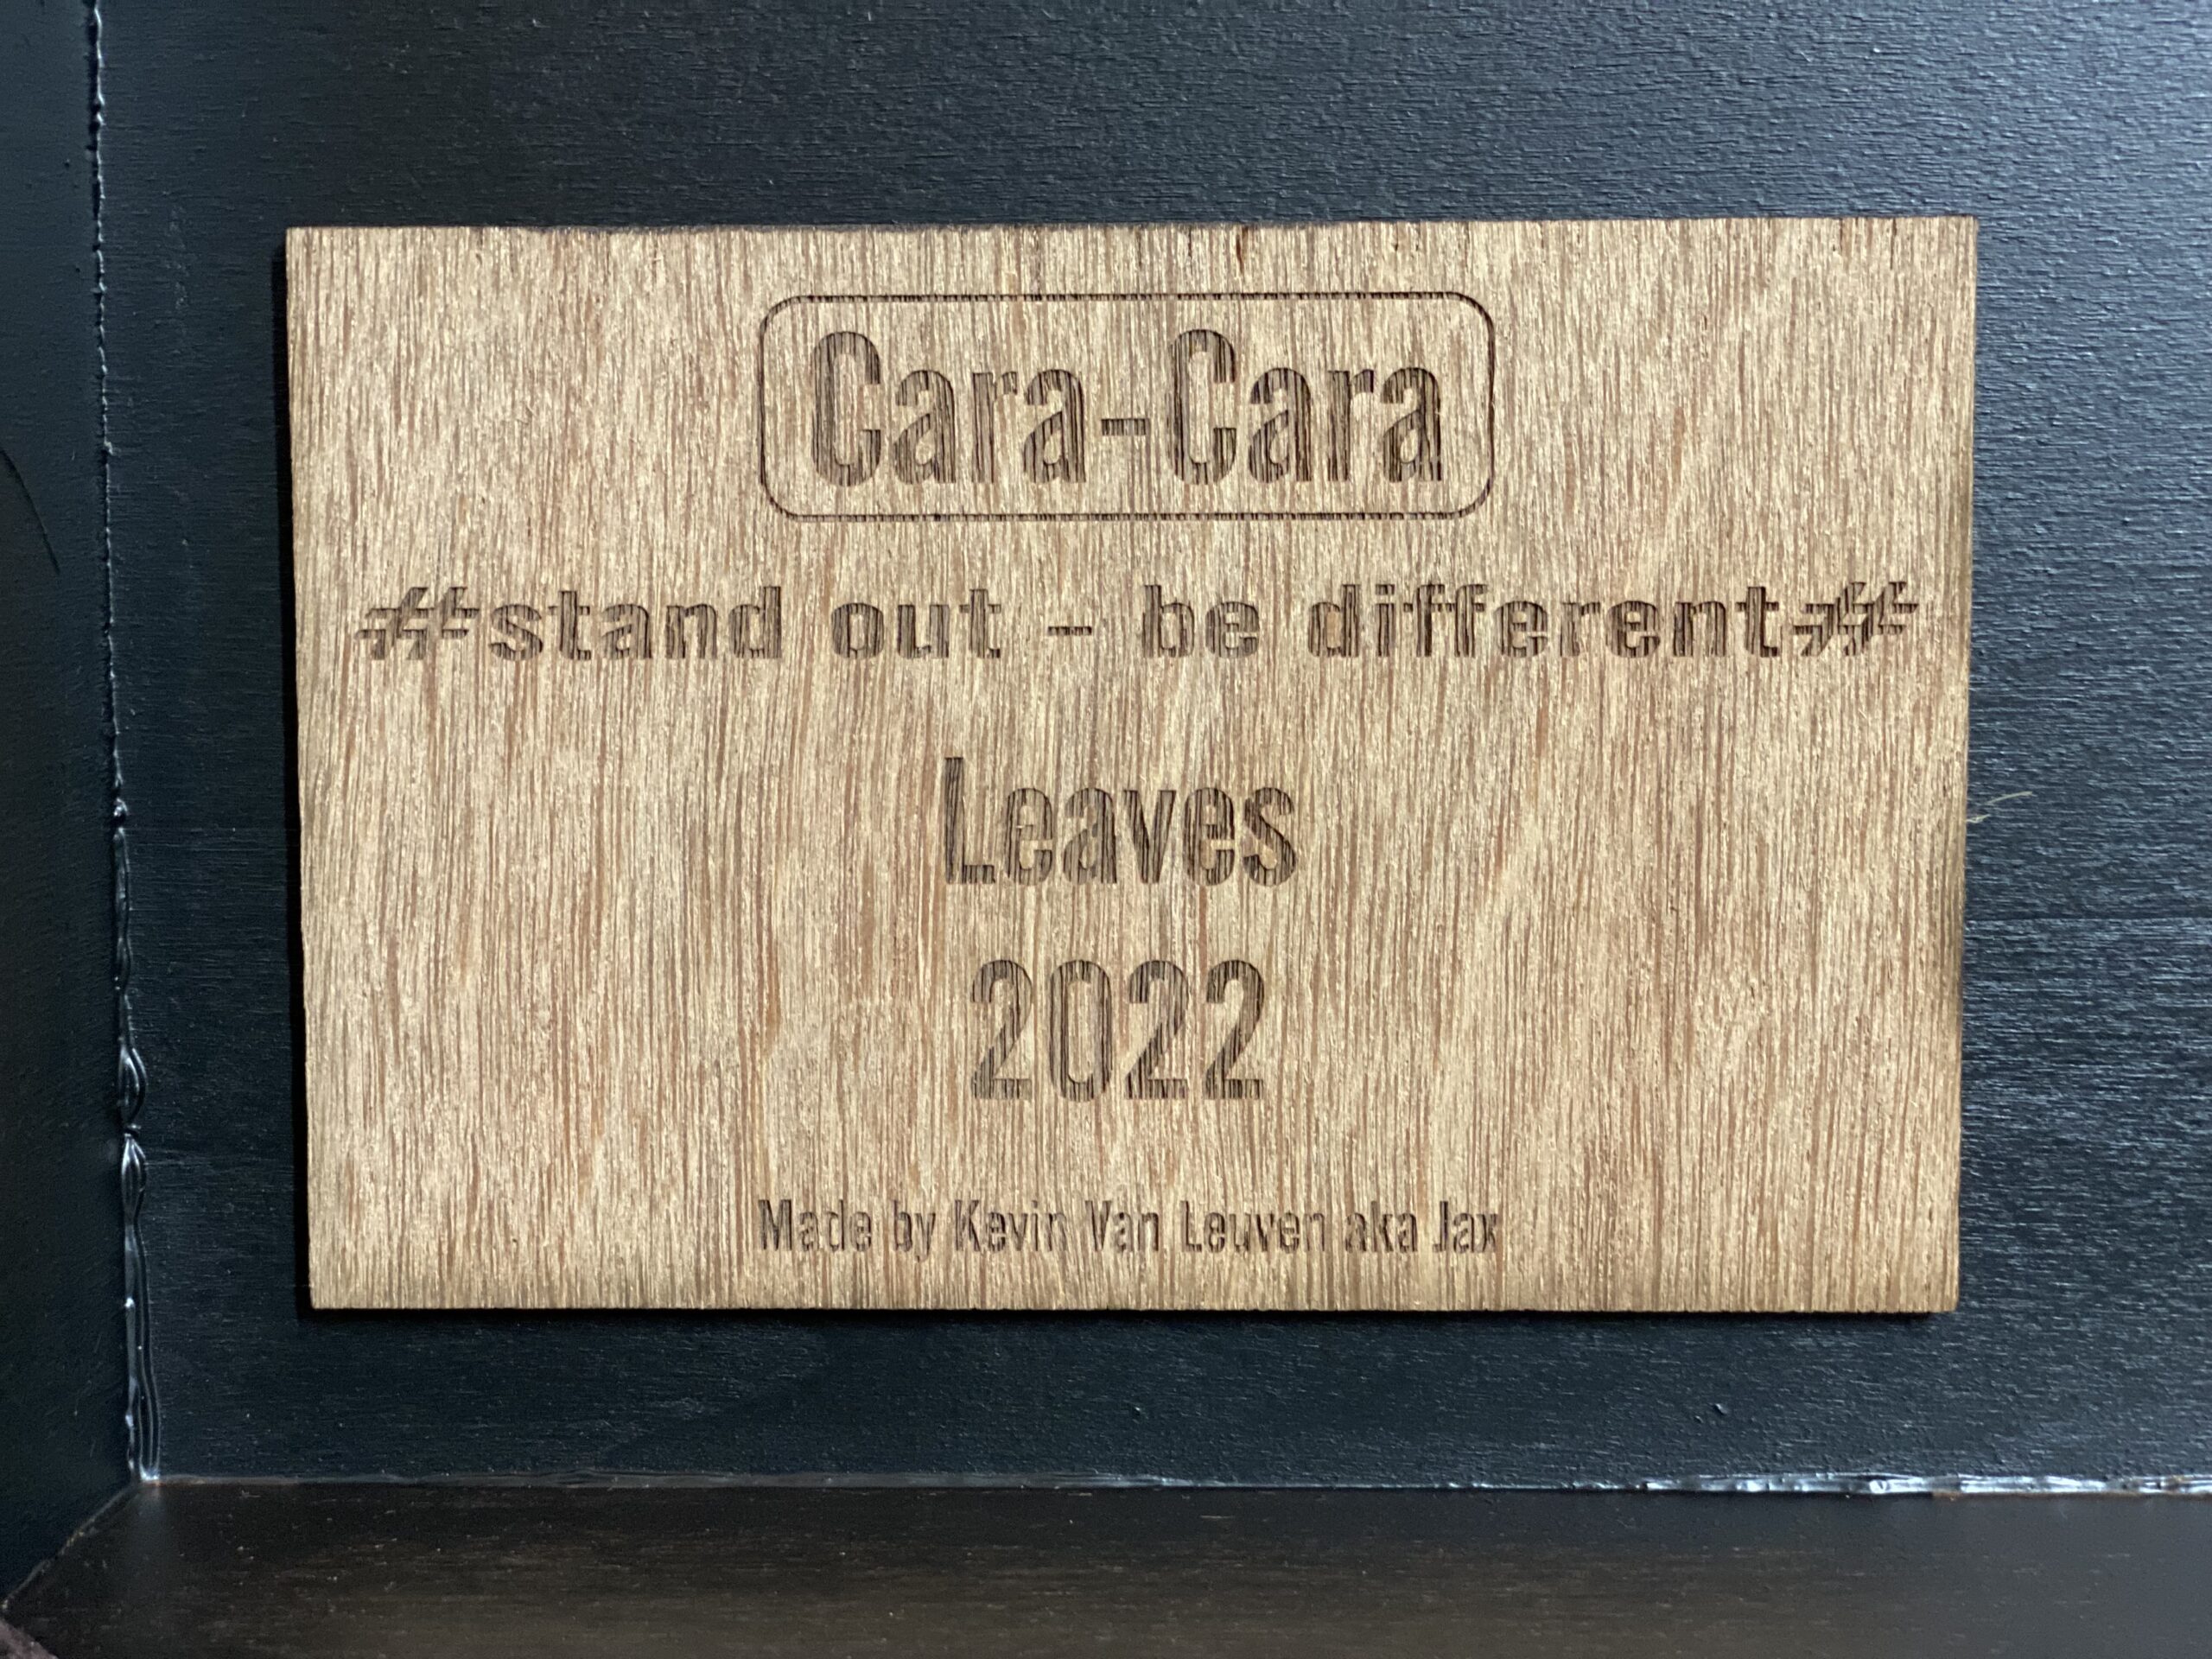 Cara-Cara
#stand out - be different#
Leaves
2022
Made by Kevin Van Leuven aka Jax